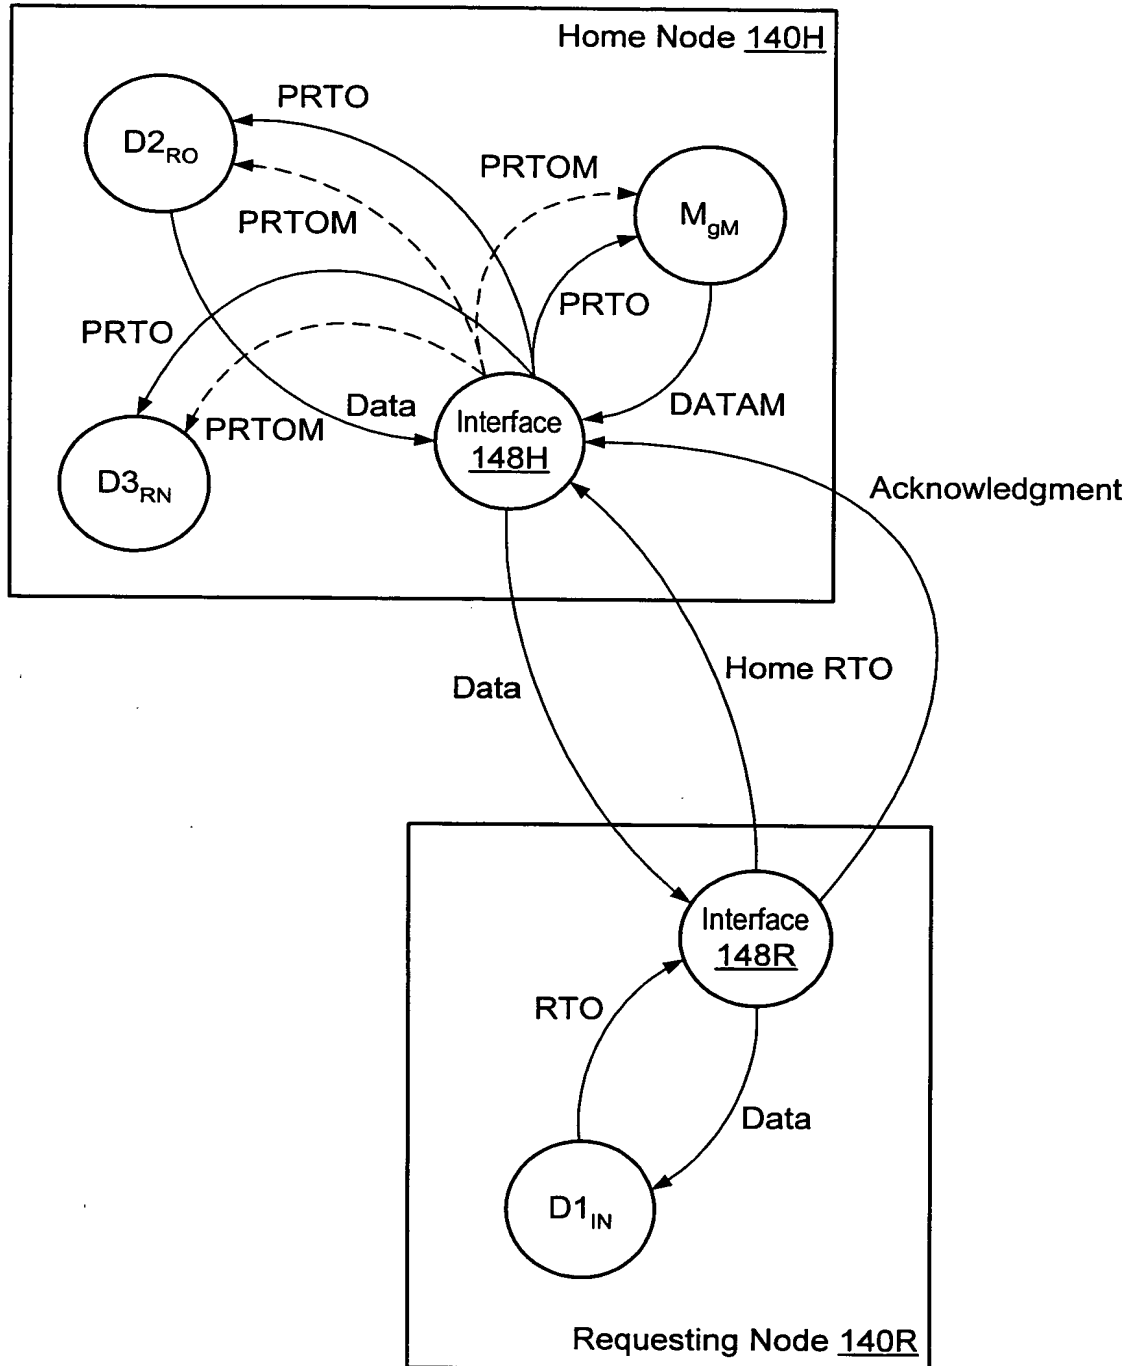 Home Node 140H
PRTO
D2RO
PRTOM
PRTOM
MgM
PRTO
PRTO
Data
DATAM
PRTOM
Interface
148H
D3RN
Acknowledgment
Data
Home RTO
Interface
148R
RTO
Data
D1IN
Requesting Node 140R